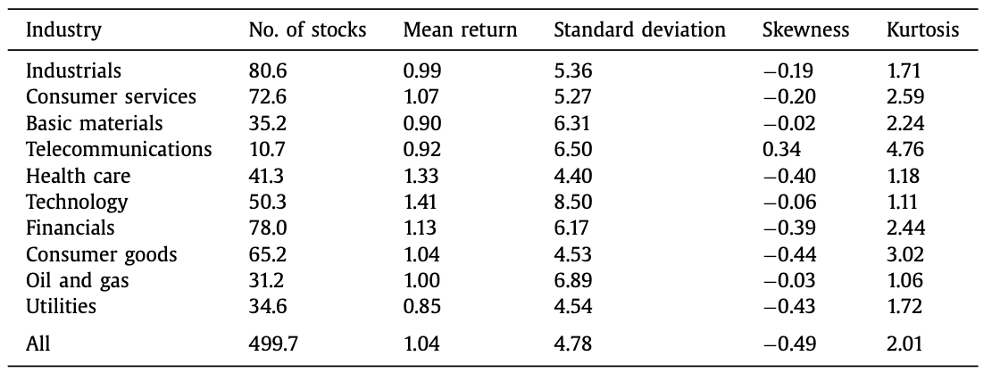 Industry No. of stocks Mean return Standard deviation Skewness Kurtosis
Industrials 80.6 0.99 5.36 −0.19 1.71
Consumer services 72.6 1.07 5.27 −0.20 2.59
Basic materials 35.2 0.90 6.31 −0.02 2.24
Telecommunications 10.7 0.92 6.50 0.34 4.76
Health care 41.3 1.33 4.40 −0.40 1.18
Technology 50.3 1.41 8.50 −0.06 1.11
Financials 78.0 1.13 6.17 −0.39 2.44
Consumer goods 65.2 1.04 4.53 −0.44 3.02
Oil and gas 31.2 1.00 6.89 −0.03 1.06
Utilities 34.6 0.85 4.54 −0.43 1.72
All 499.7 1.04 4.78 −0.49 2.01